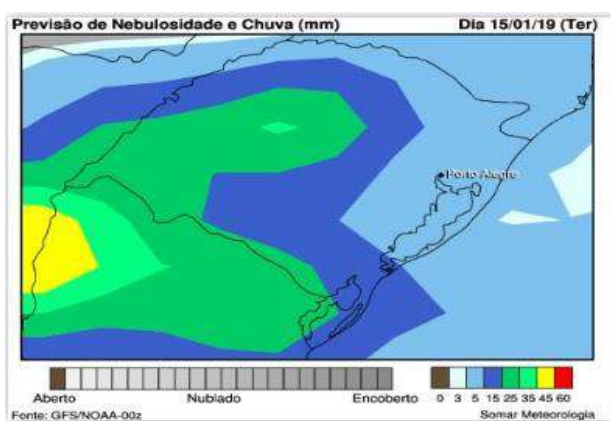 Previsão de Nebulosidade e Chuva (mm) Dia 15/01/19 (Ter)
Porto Alegre
Aberto Nublado Encoberto 0 3 5 15 25 35 45 60
Fonte: GFS/NOAA-00z Somar Meteorologia